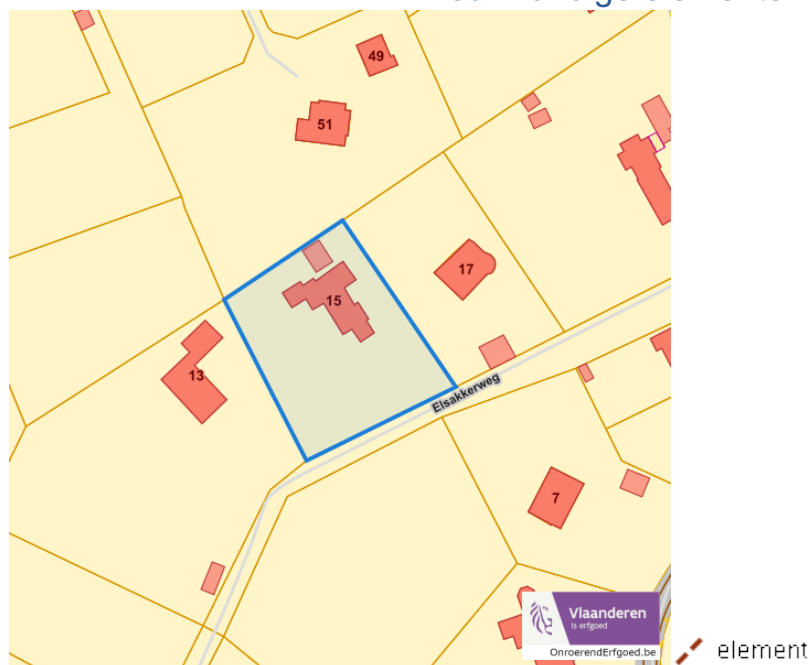 49
51
17
15
13
Elsakkerweg
7
Vlaanderen
is erfgoed
OnroerendErfgoed.be
element